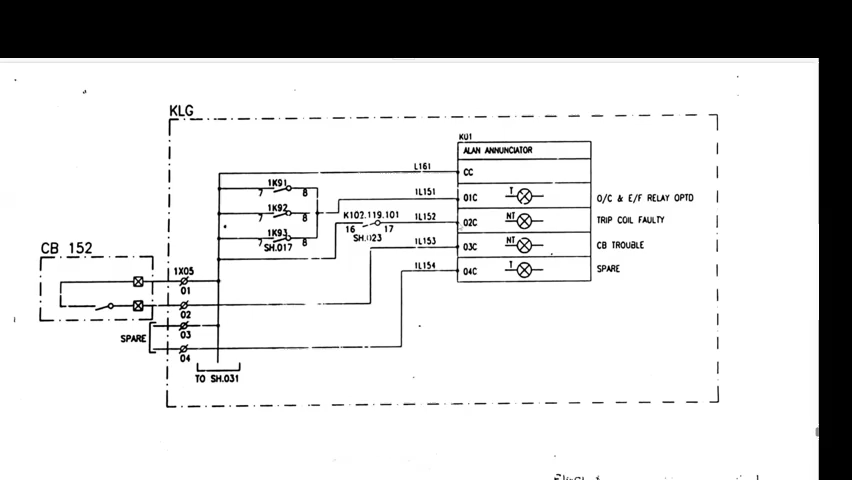 KLG
KU1
ALAN ANNUNCIATOR
L161
CC
1K91
7 8
1L151
01C
T
O/C & E/F RELAY OPTD
1K92
7 8
K102.119.101
16 17
SH.023
1L152
02C
NT
TRIP COIL FAULTY
1K93
7 8
SH.017
1L153
03C
NT
CB TROUBLE
CB 152
1X05
01
1L154
04C
T
SPARE
02
SPARE
03
04
TO SH.031